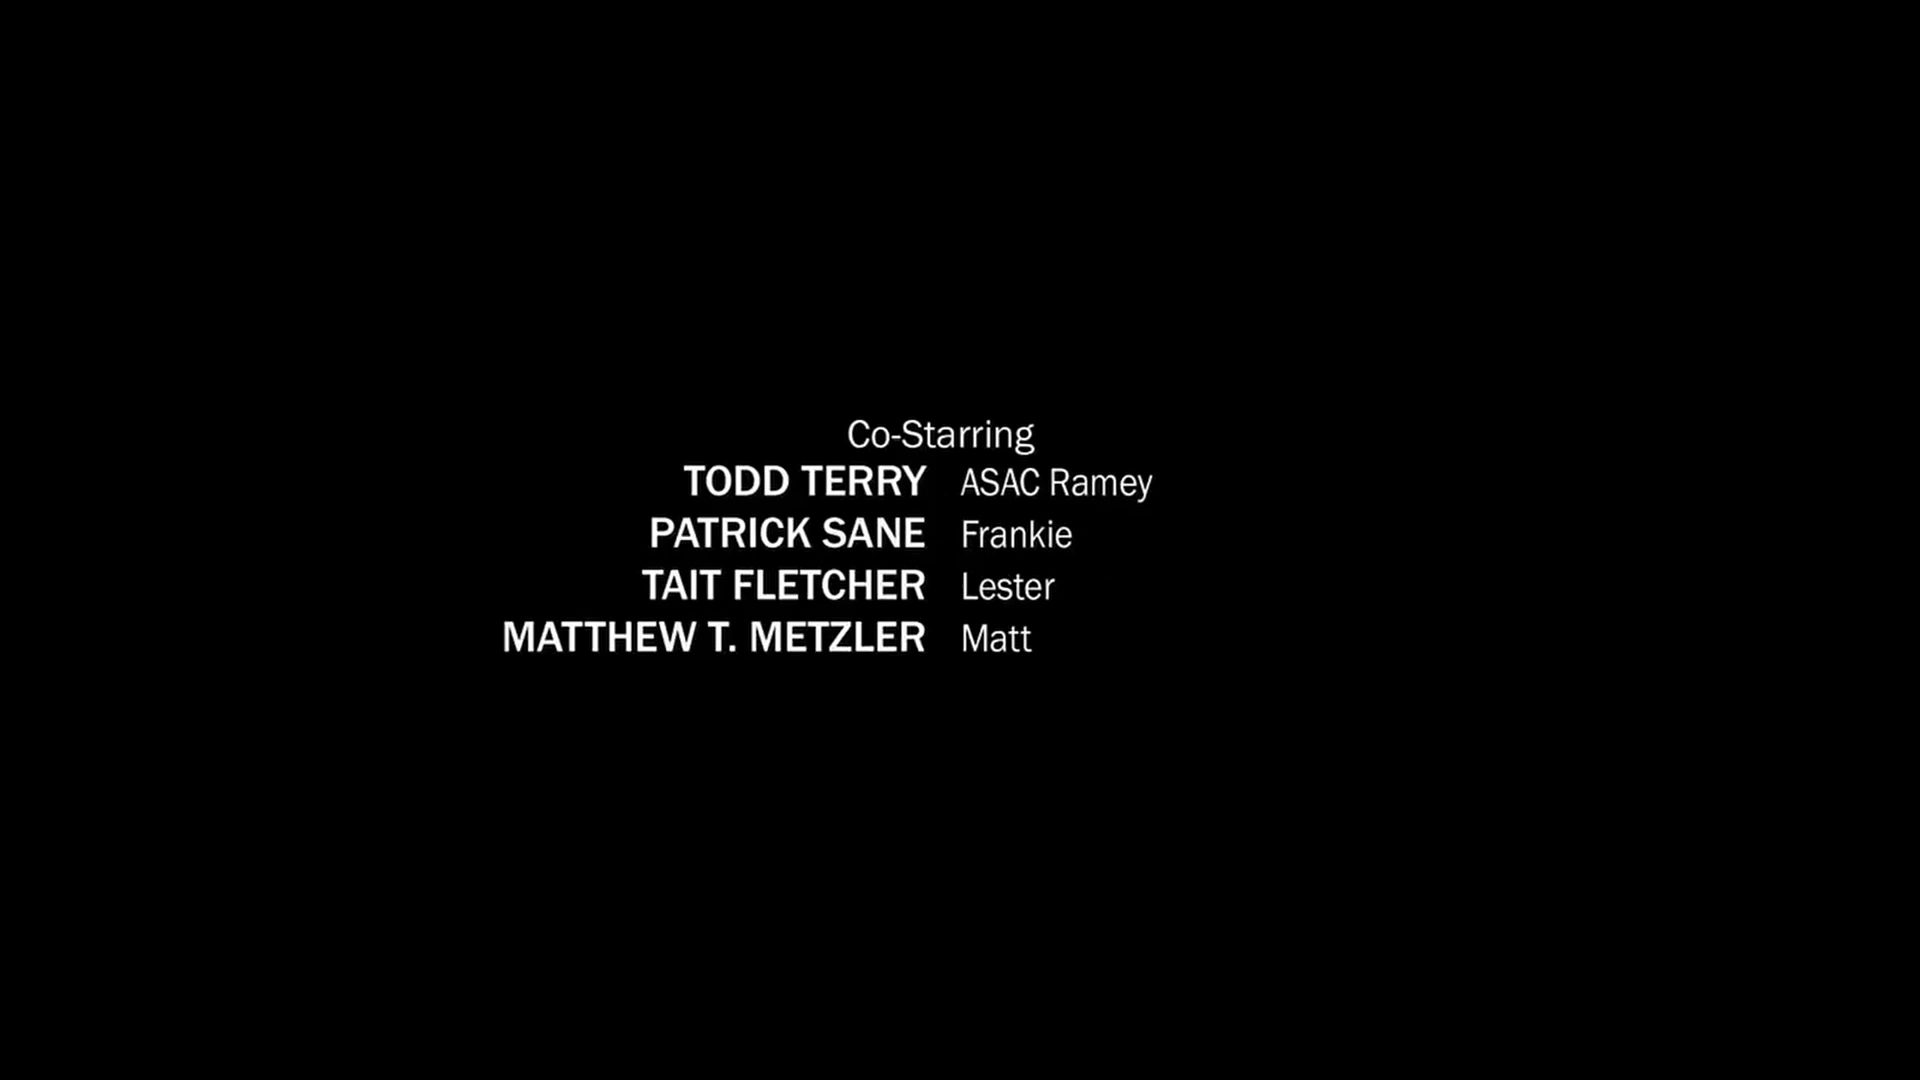 Co-Starring
TODD TERRY ASAC Ramey
PATRICK SANE Frankie
TAIT FLETCHER Lester
MATTHEW T. METZLER Matt